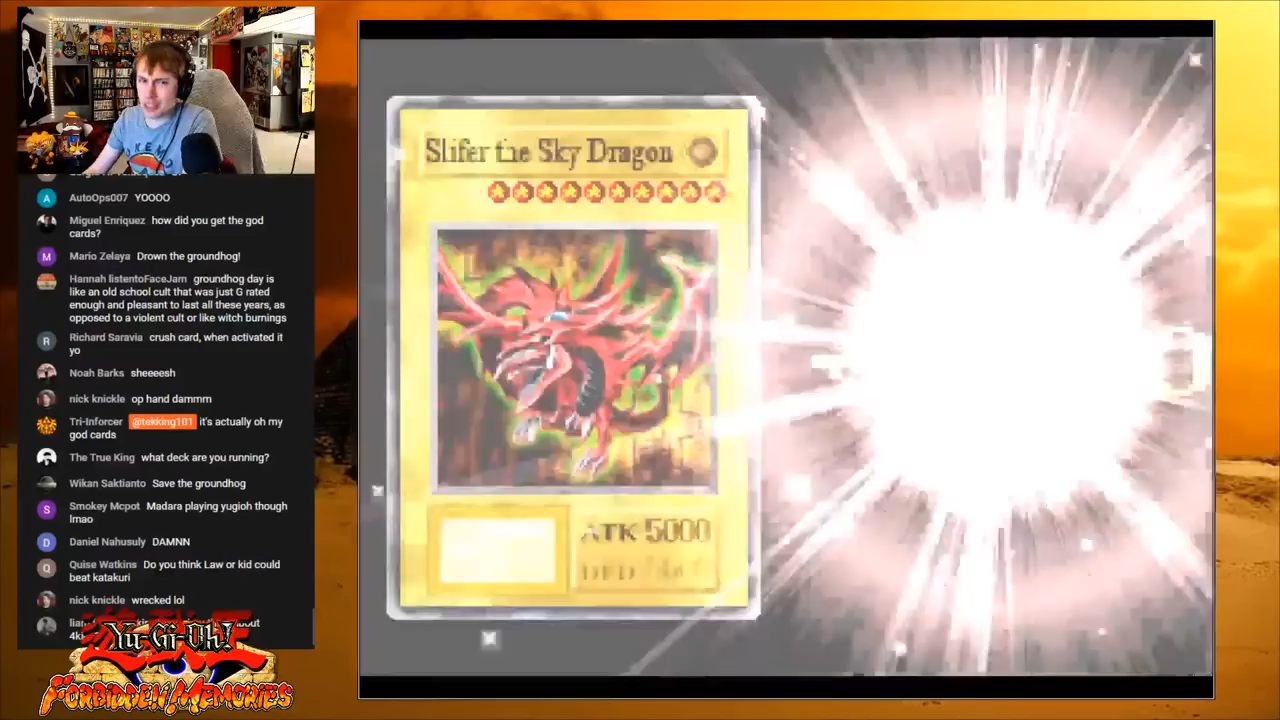 AutoOps007 YOOOO
Miguel Enriquez how did you get the god
cards?
Mario Zelaya Drown the groundhog!
Hannah listentoFaceJam groundhog day is
like an old school cult that was just G rated
enough and pleasant to last all these years, as
opposed to a violent cult or like witch burnings
Richard Saravia crush card, when activated it
yo
Noah Barks sheeeesh
nick knickle op hand dammm
Tri-Inforcer @tekking101 it's actually oh my
god cards
The True King what deck are you running?
Wikan Saktianto Save the groundhog
Smokey Mcpot Madara playing yugioh though
lmao
Daniel Nahusuly DAMNN
Quise Watkins Do you think Law or kid could
beat katakuri
nick knickle wrecked lol
Yu-Gi-Oh!
Forbidden Memories
Slifer the Sky Dragon
ATK 5000